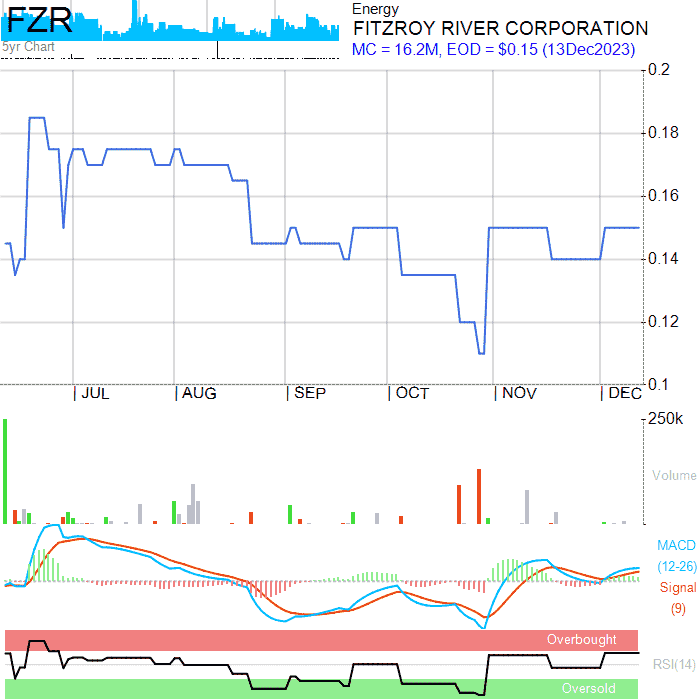 FZR
5yr Chart
Energy
FITZROY RIVER CORPORATION
MC = 16.2M, EOD = $0.15 (13Dec2023)
0.2
0.18
0.16
0.14
0.12
0.1
| JUL | AUG | SEP | OCT | NOV | DEC
250k
Volume
MACD
(12-26)
Signal
(9)
Overbought
RSI(14)
Oversold